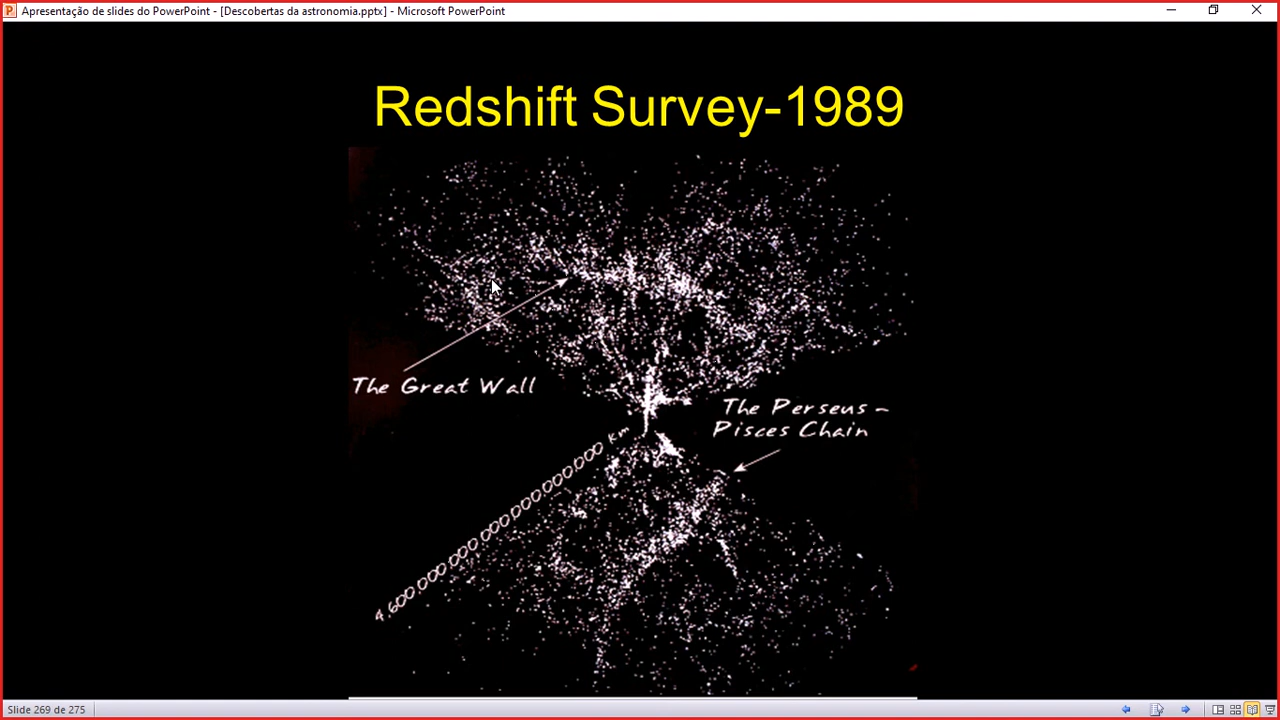 Apresentação de slides do PowerPoint - [Descobertas da astronomia.pptx] - Microsoft PowerPoint
Redshift Survey-1989
The Great Wall
The Perseus -
Pisces Chain
4,600,000,000,000,000,000,000 km
Slide 269 de 275